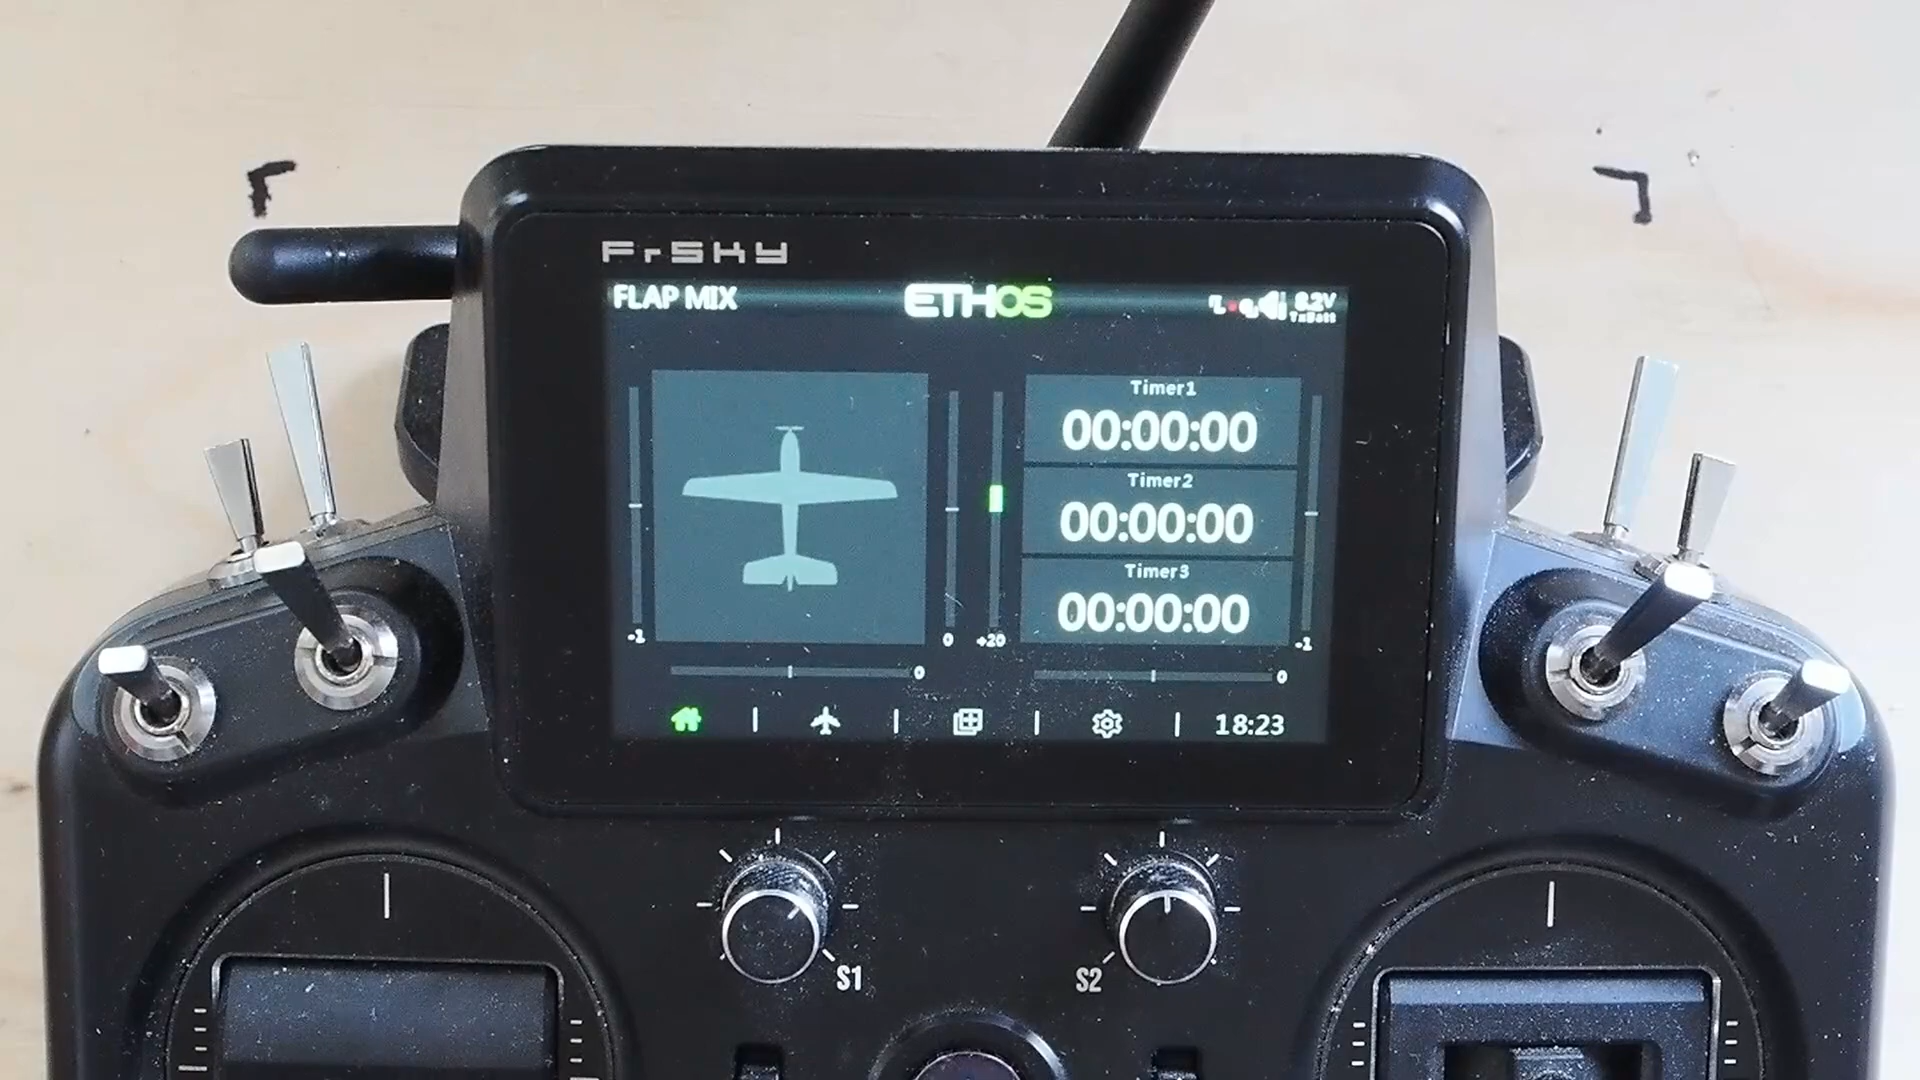 FrSKY
FLAP MIX
ETHOS
8.2V
TxBatt
Timer1
00:00:00
Timer2
00:00:00
Timer3
00:00:00
-1
0
+20
-1
0
0
18:23
S1
S2